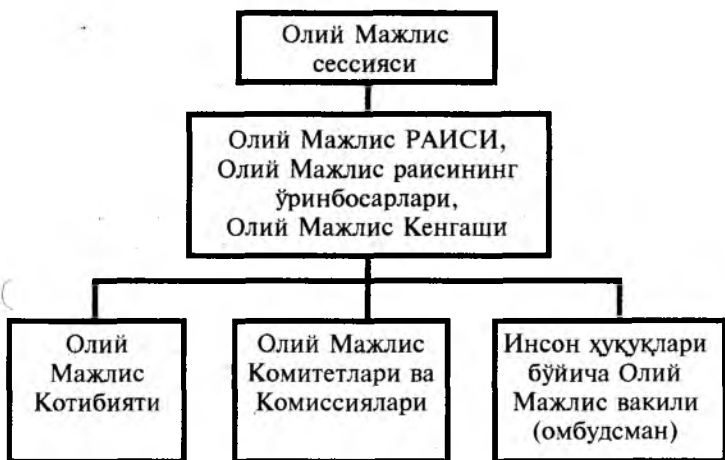 Олий Мажлис
сессияси
Олий Мажлис РАИСИ,
Олий Мажлис раисининг
ўринбосарлари,
Олий Мажлис Кенгаши
Олий
Мажлис
Котибияти
Олий Мажлис
Комитетлари ва
Комиссиялари
Инсон ҳуқуқлари
бўйича Олий
Мажлис вакили
(омбудсман)